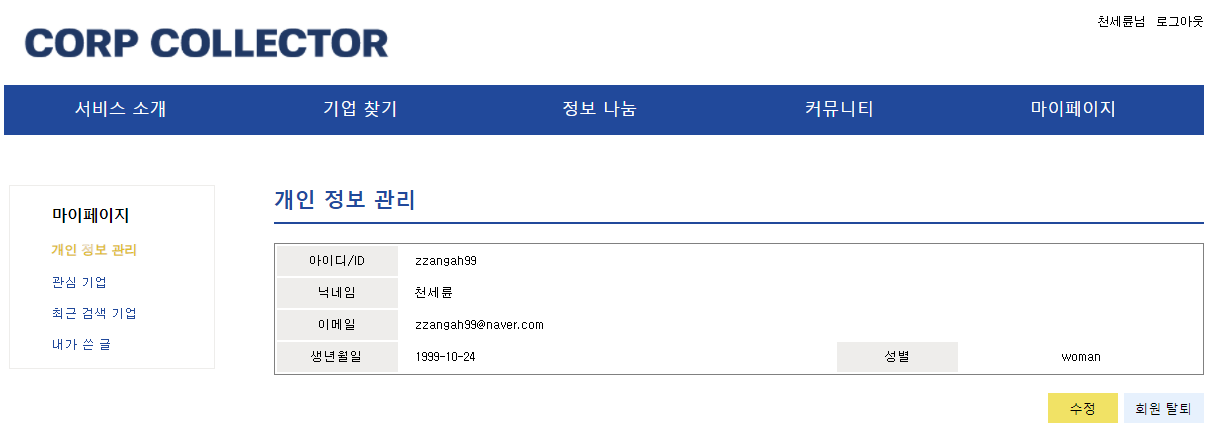 천세륜님 로그아웃
CORP COLLECTOR
서비스 소개 기업 찾기 정보 나눔 커뮤니티 마이페이지
마이페이지
개인 정보 관리
관심 기업
최근 검색 기업
내가 쓴 글
개인 정보 관리
아이디/ID zzangah99
닉네임 천세륜
이메일 zzangah99@naver.com
생년월일 1999-10-24 성별 woman
수정 회원 탈퇴